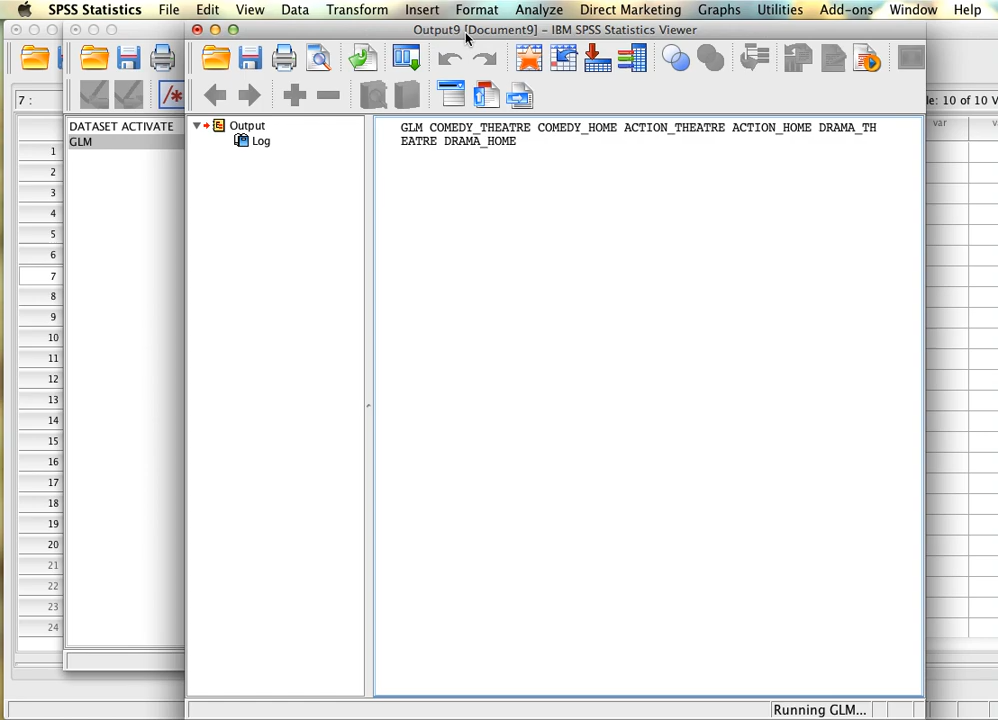 SPSS Statistics File Edit View Data Transform Insert Format Analyze Direct Marketing Graphs Utilities Add-ons Window Help
Output9 [Document9] – IBM SPSS Statistics Viewer
7 :
le: 10 of 10 V
var
DATASET ACTIVATE
GLM
Output
Log
GLM COMEDY_THEATRE COMEDY_HOME ACTION_THEATRE ACTION_HOME DRAMA_TH
EATRE DRAMA_HOME
1
2
3
4
5
6
7
8
9
10
11
12
13
14
15
16
17
18
19
20
21
22
23
24
Running GLM...